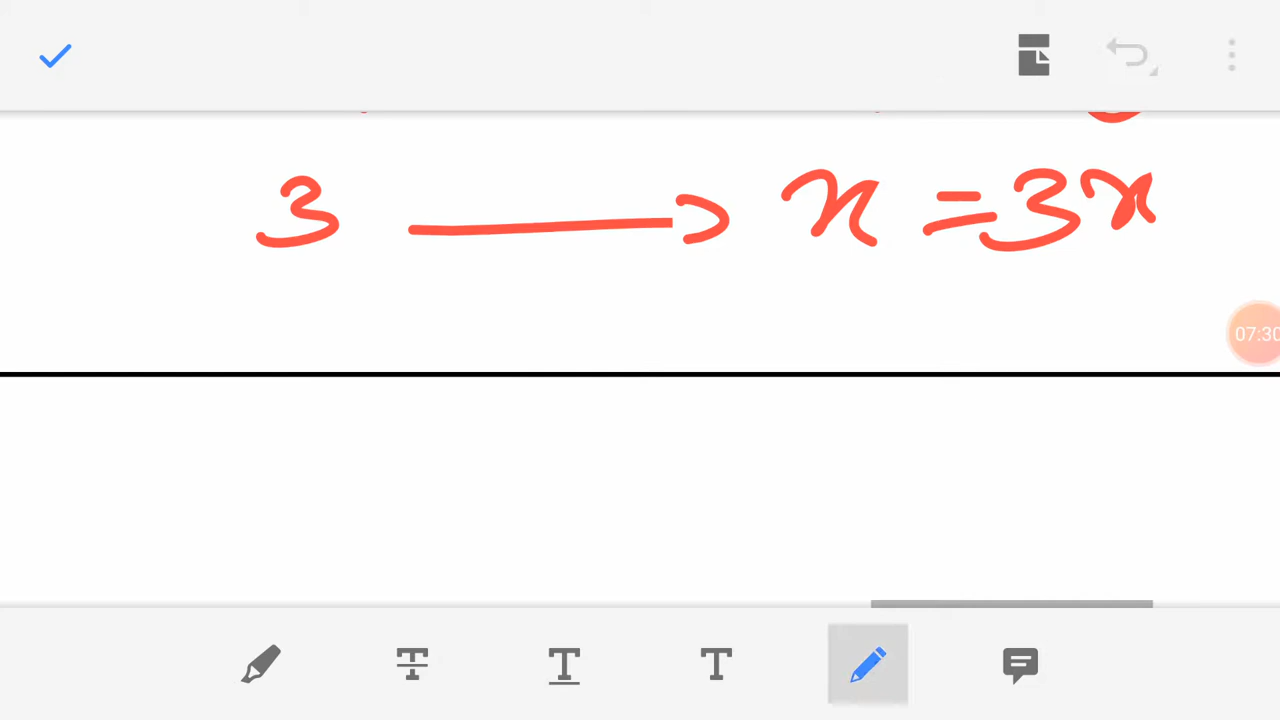 3 → x = 3x
07:30
T T T